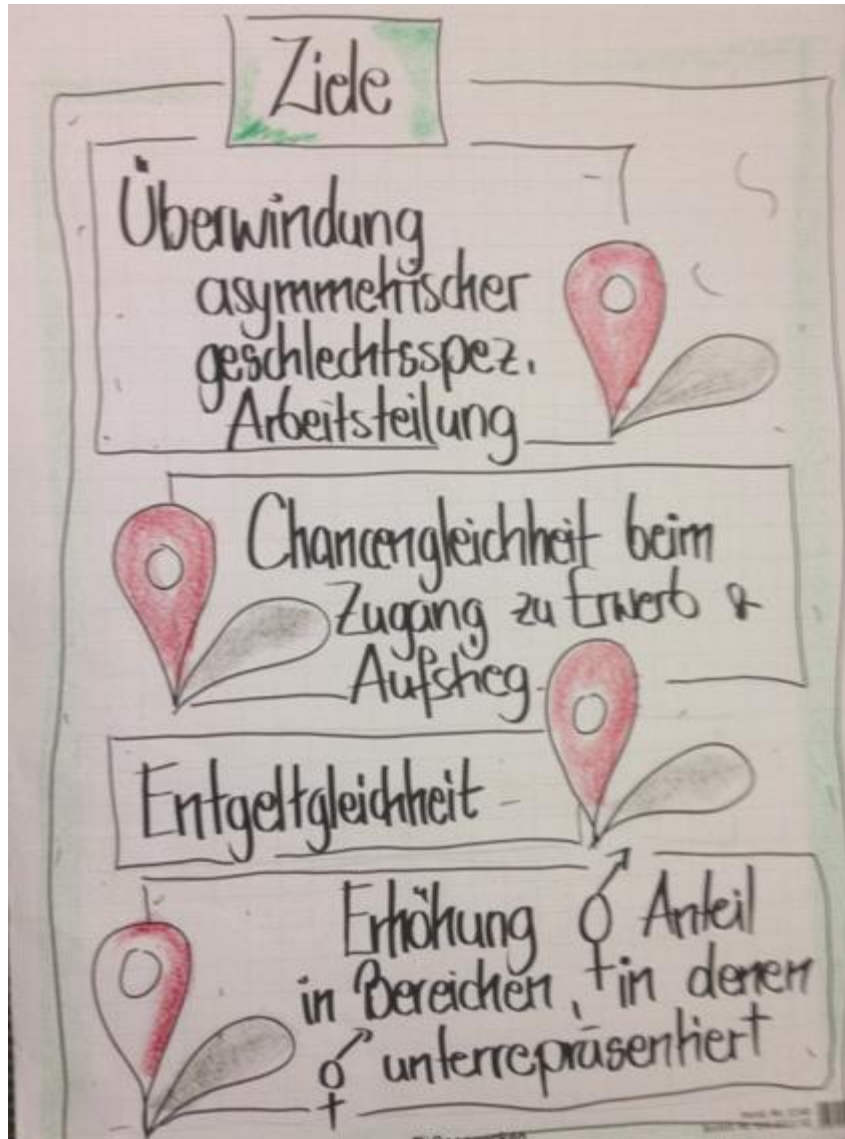 Ziele
Überwindung
asymmetrischer
geschlechtsspez.
Arbeitsteilung
Chancengleichheit beim
Zugang zu Erwerb &
Aufstieg
Entgeltgleichheit
Erhöhung ⚦ Anteil
in Bereichen, in denen
⚦ unterrepräsentiert